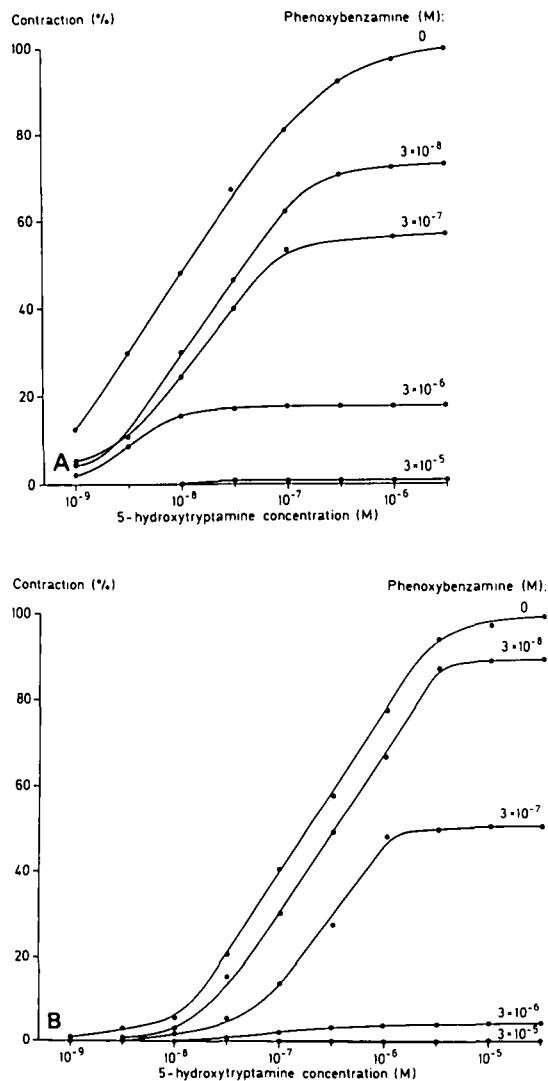 Contraction (%)
Phenoxybenzamine (M):
0
100
3×10⁻⁸
80
3×10⁻⁷
60
40
3×10⁻⁶
20
A
3×10⁻⁵
0
10⁻⁹ 10⁻⁸ 10⁻⁷ 10⁻⁶
5-hydroxytryptamine concentration (M)
Contraction (%)
Phenoxybenzamine (M):
0
100
3×10⁻⁸
80
60
3×10⁻⁷
40
20
B
3×10⁻⁶
3×10⁻⁵
0
10⁻⁹ 10⁻⁸ 10⁻⁷ 10⁻⁶ 10⁻⁵
5-hydroxytryptamine concentration (M)